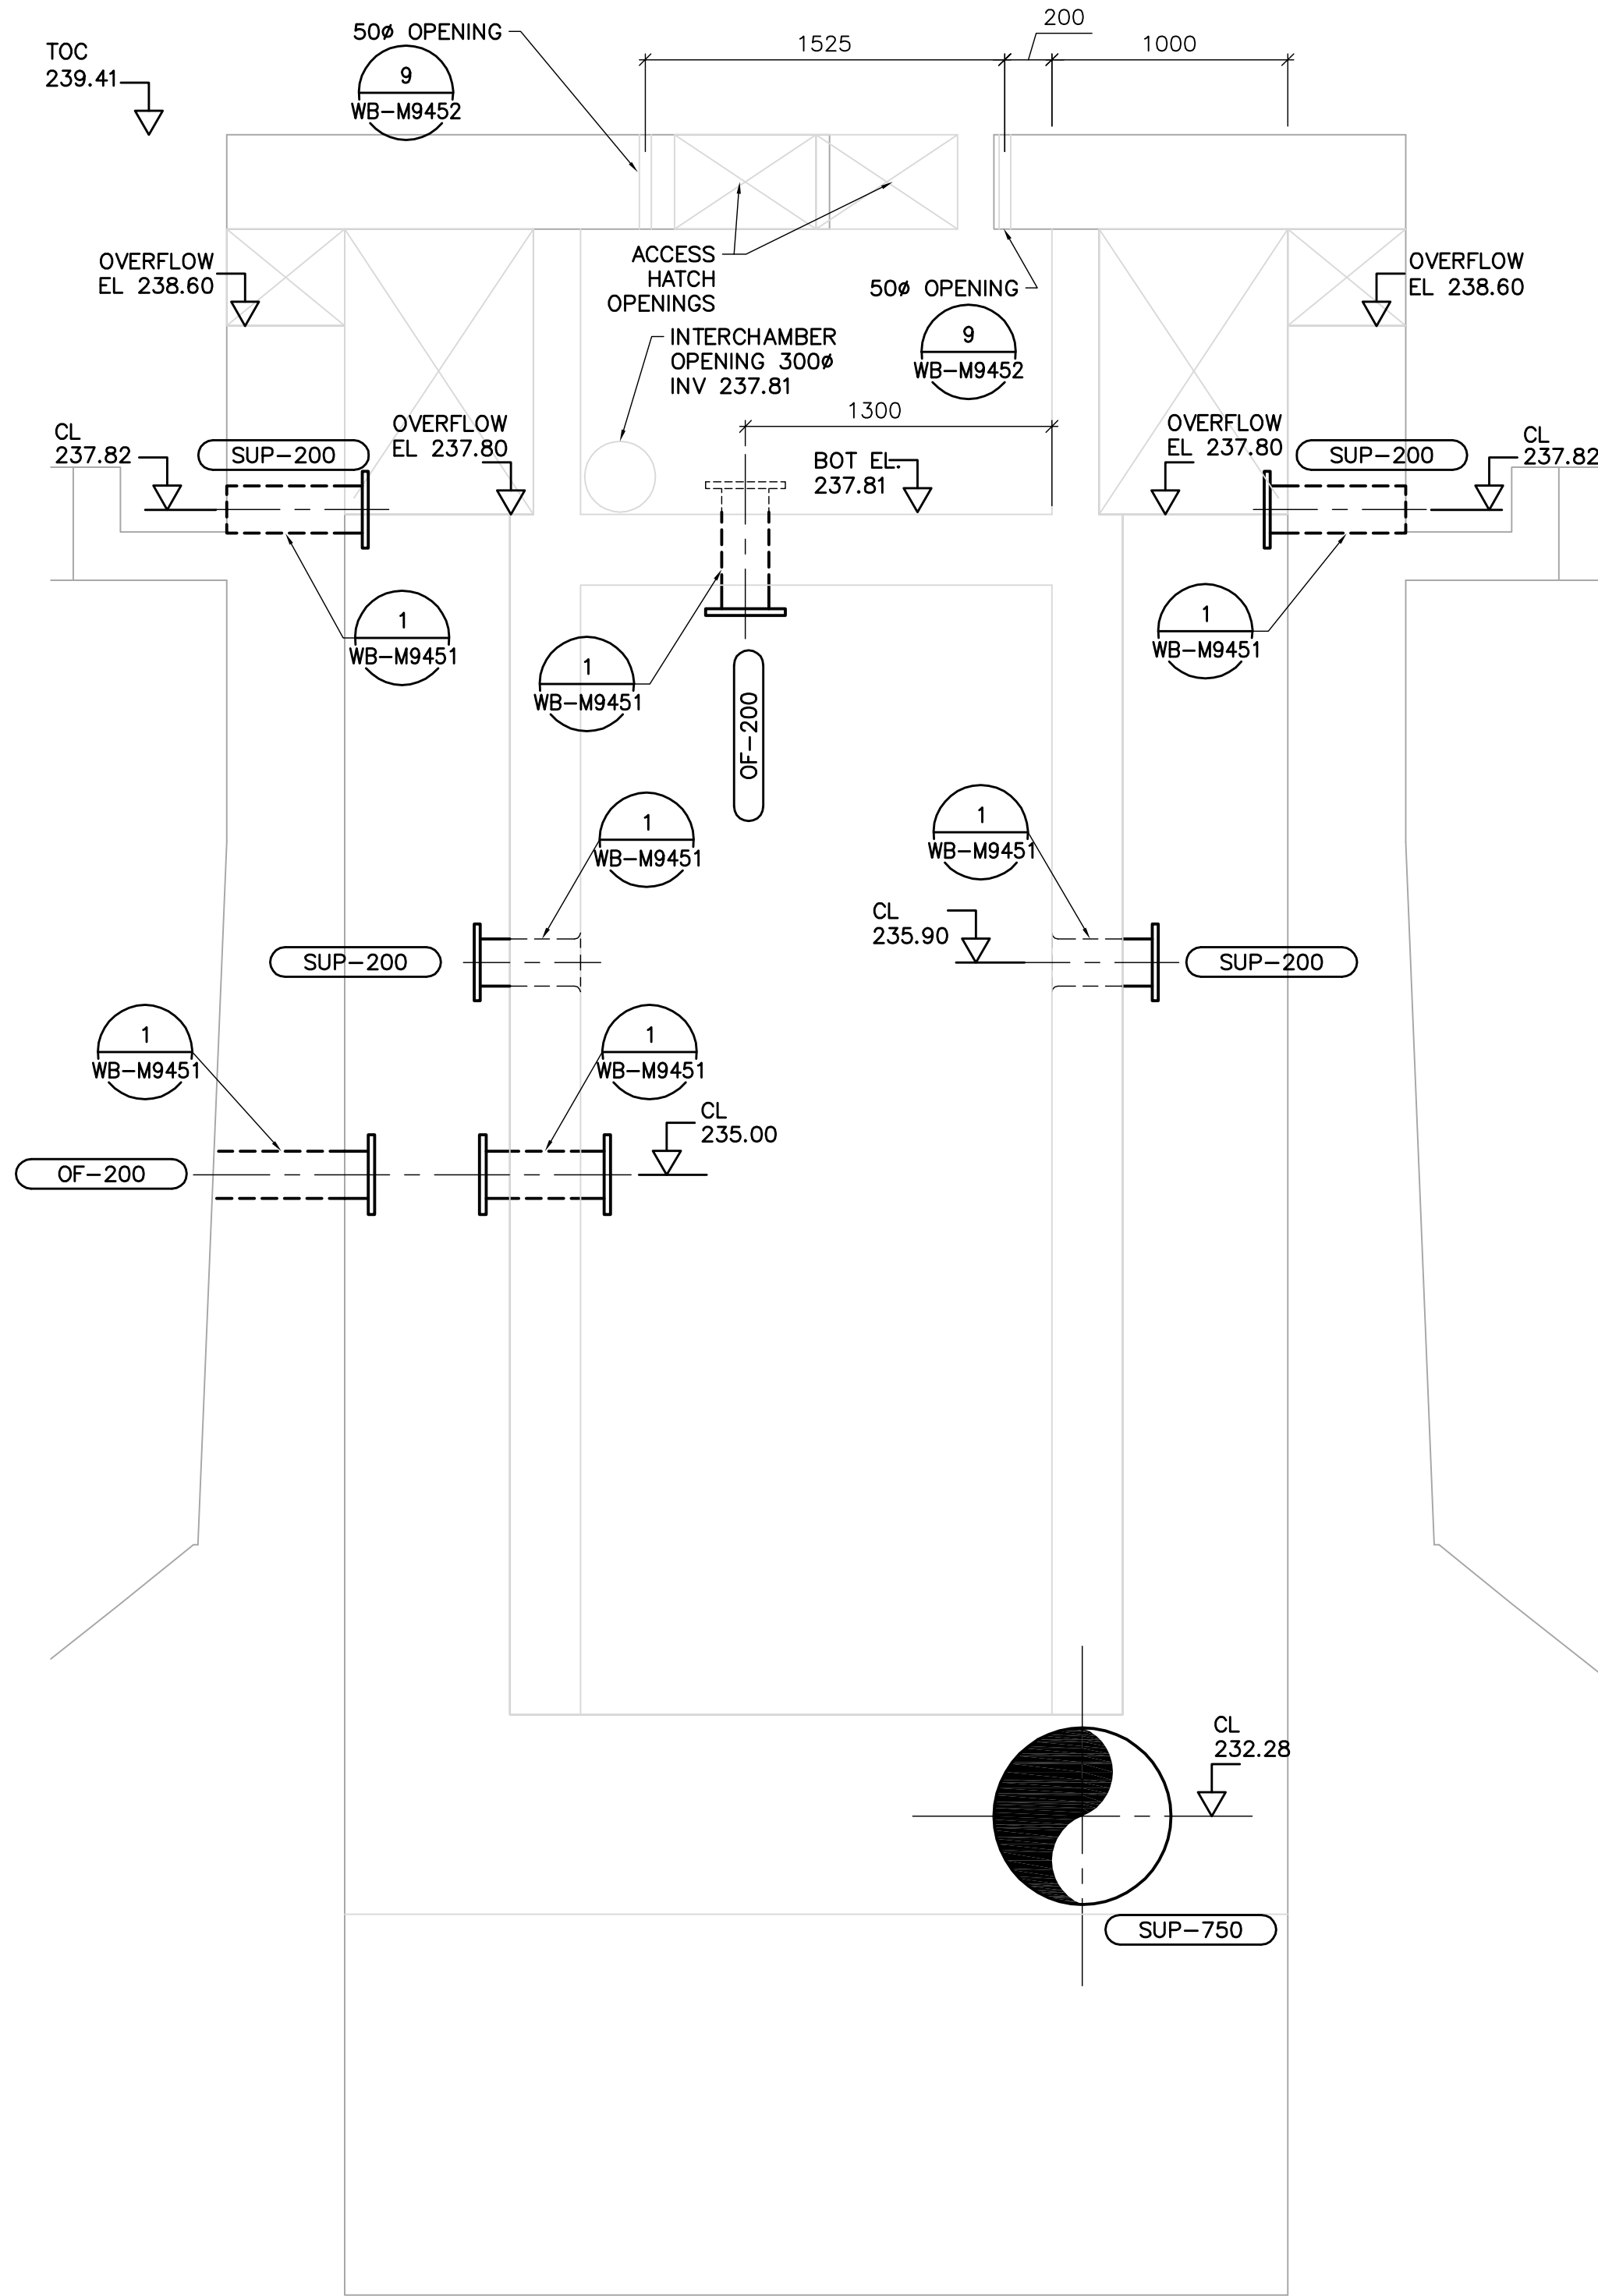 200
1525
1000
50ø OPENING
9
WB-M9452
TOC
239.41
ACCESS
HATCH
OPENINGS
OVERFLOW
EL 238.60
OVERFLOW
EL 238.60
50ø OPENING
9
WB-M9452
INTERCHAMBER
OPENING 300ø
INV 237.81
1300
OVERFLOW
EL 237.80
OVERFLOW
EL 237.80
CL
237.82
SUP-200
BOT EL.
237.81
SUP-200
CL
237.82
1
WB-M9451
1
WB-M9451
1
WB-M9451
OF-200
1
WB-M9451
1
WB-M9451
CL
235.90
SUP-200
SUP-200
1
WB-M9451
1
WB-M9451
CL
235.00
OF-200
CL
232.28
SUP-750